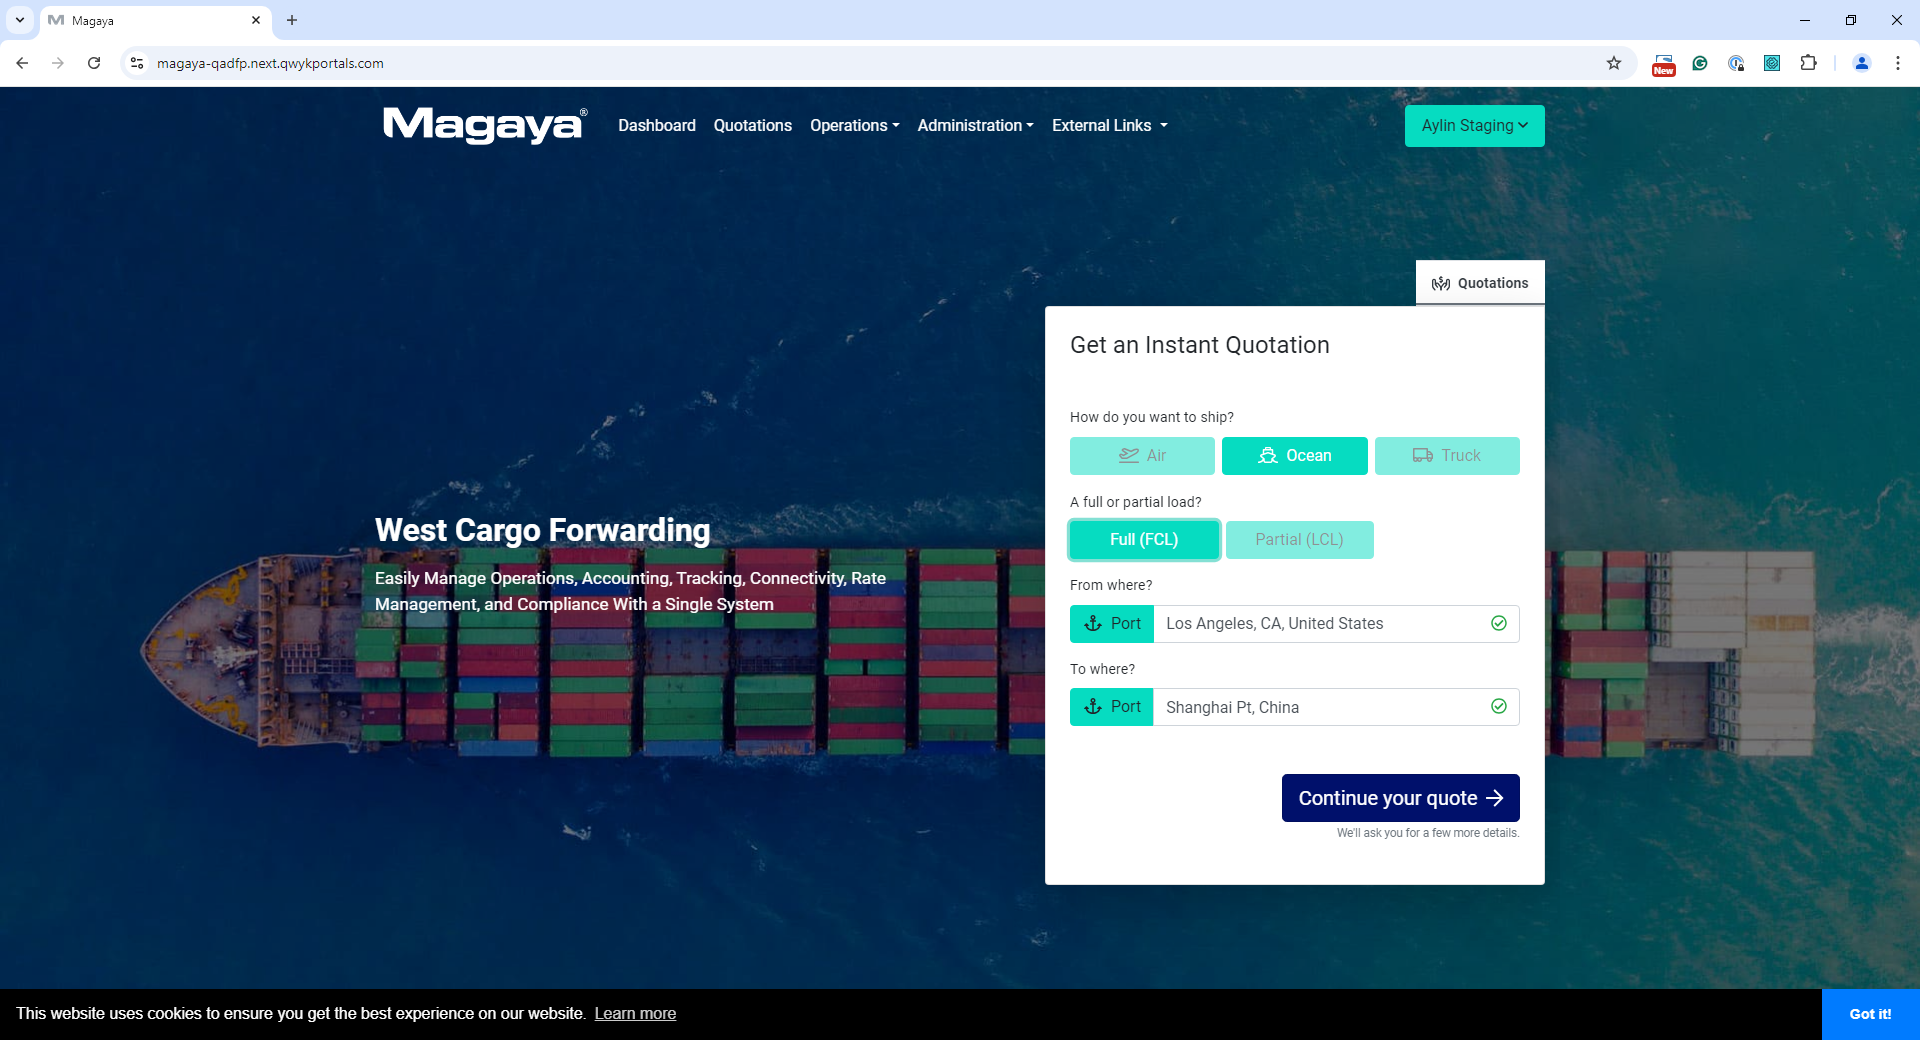 Magaya
magaya-qadfp.next.qwykportals.com
New
Magaya®
Dashboard
Quotations
Operations
Administration
External Links
Aylin Staging
Quotations
Get an Instant Quotation
How do you want to ship?
Air
Ocean
Truck
A full or partial load?
Full (FCL)
Partial (LCL)
From where?
Port
Los Angeles, CA, United States
To where?
Port
Shanghai Pt, China
Continue your quote
We'll ask you for a few more details.
West Cargo Forwarding
Easily Manage Operations, Accounting, Tracking, Connectivity, Rate
Management, and Compliance With a Single System
This website uses cookies to ensure you get the best experience on our website. Learn more
Got it!